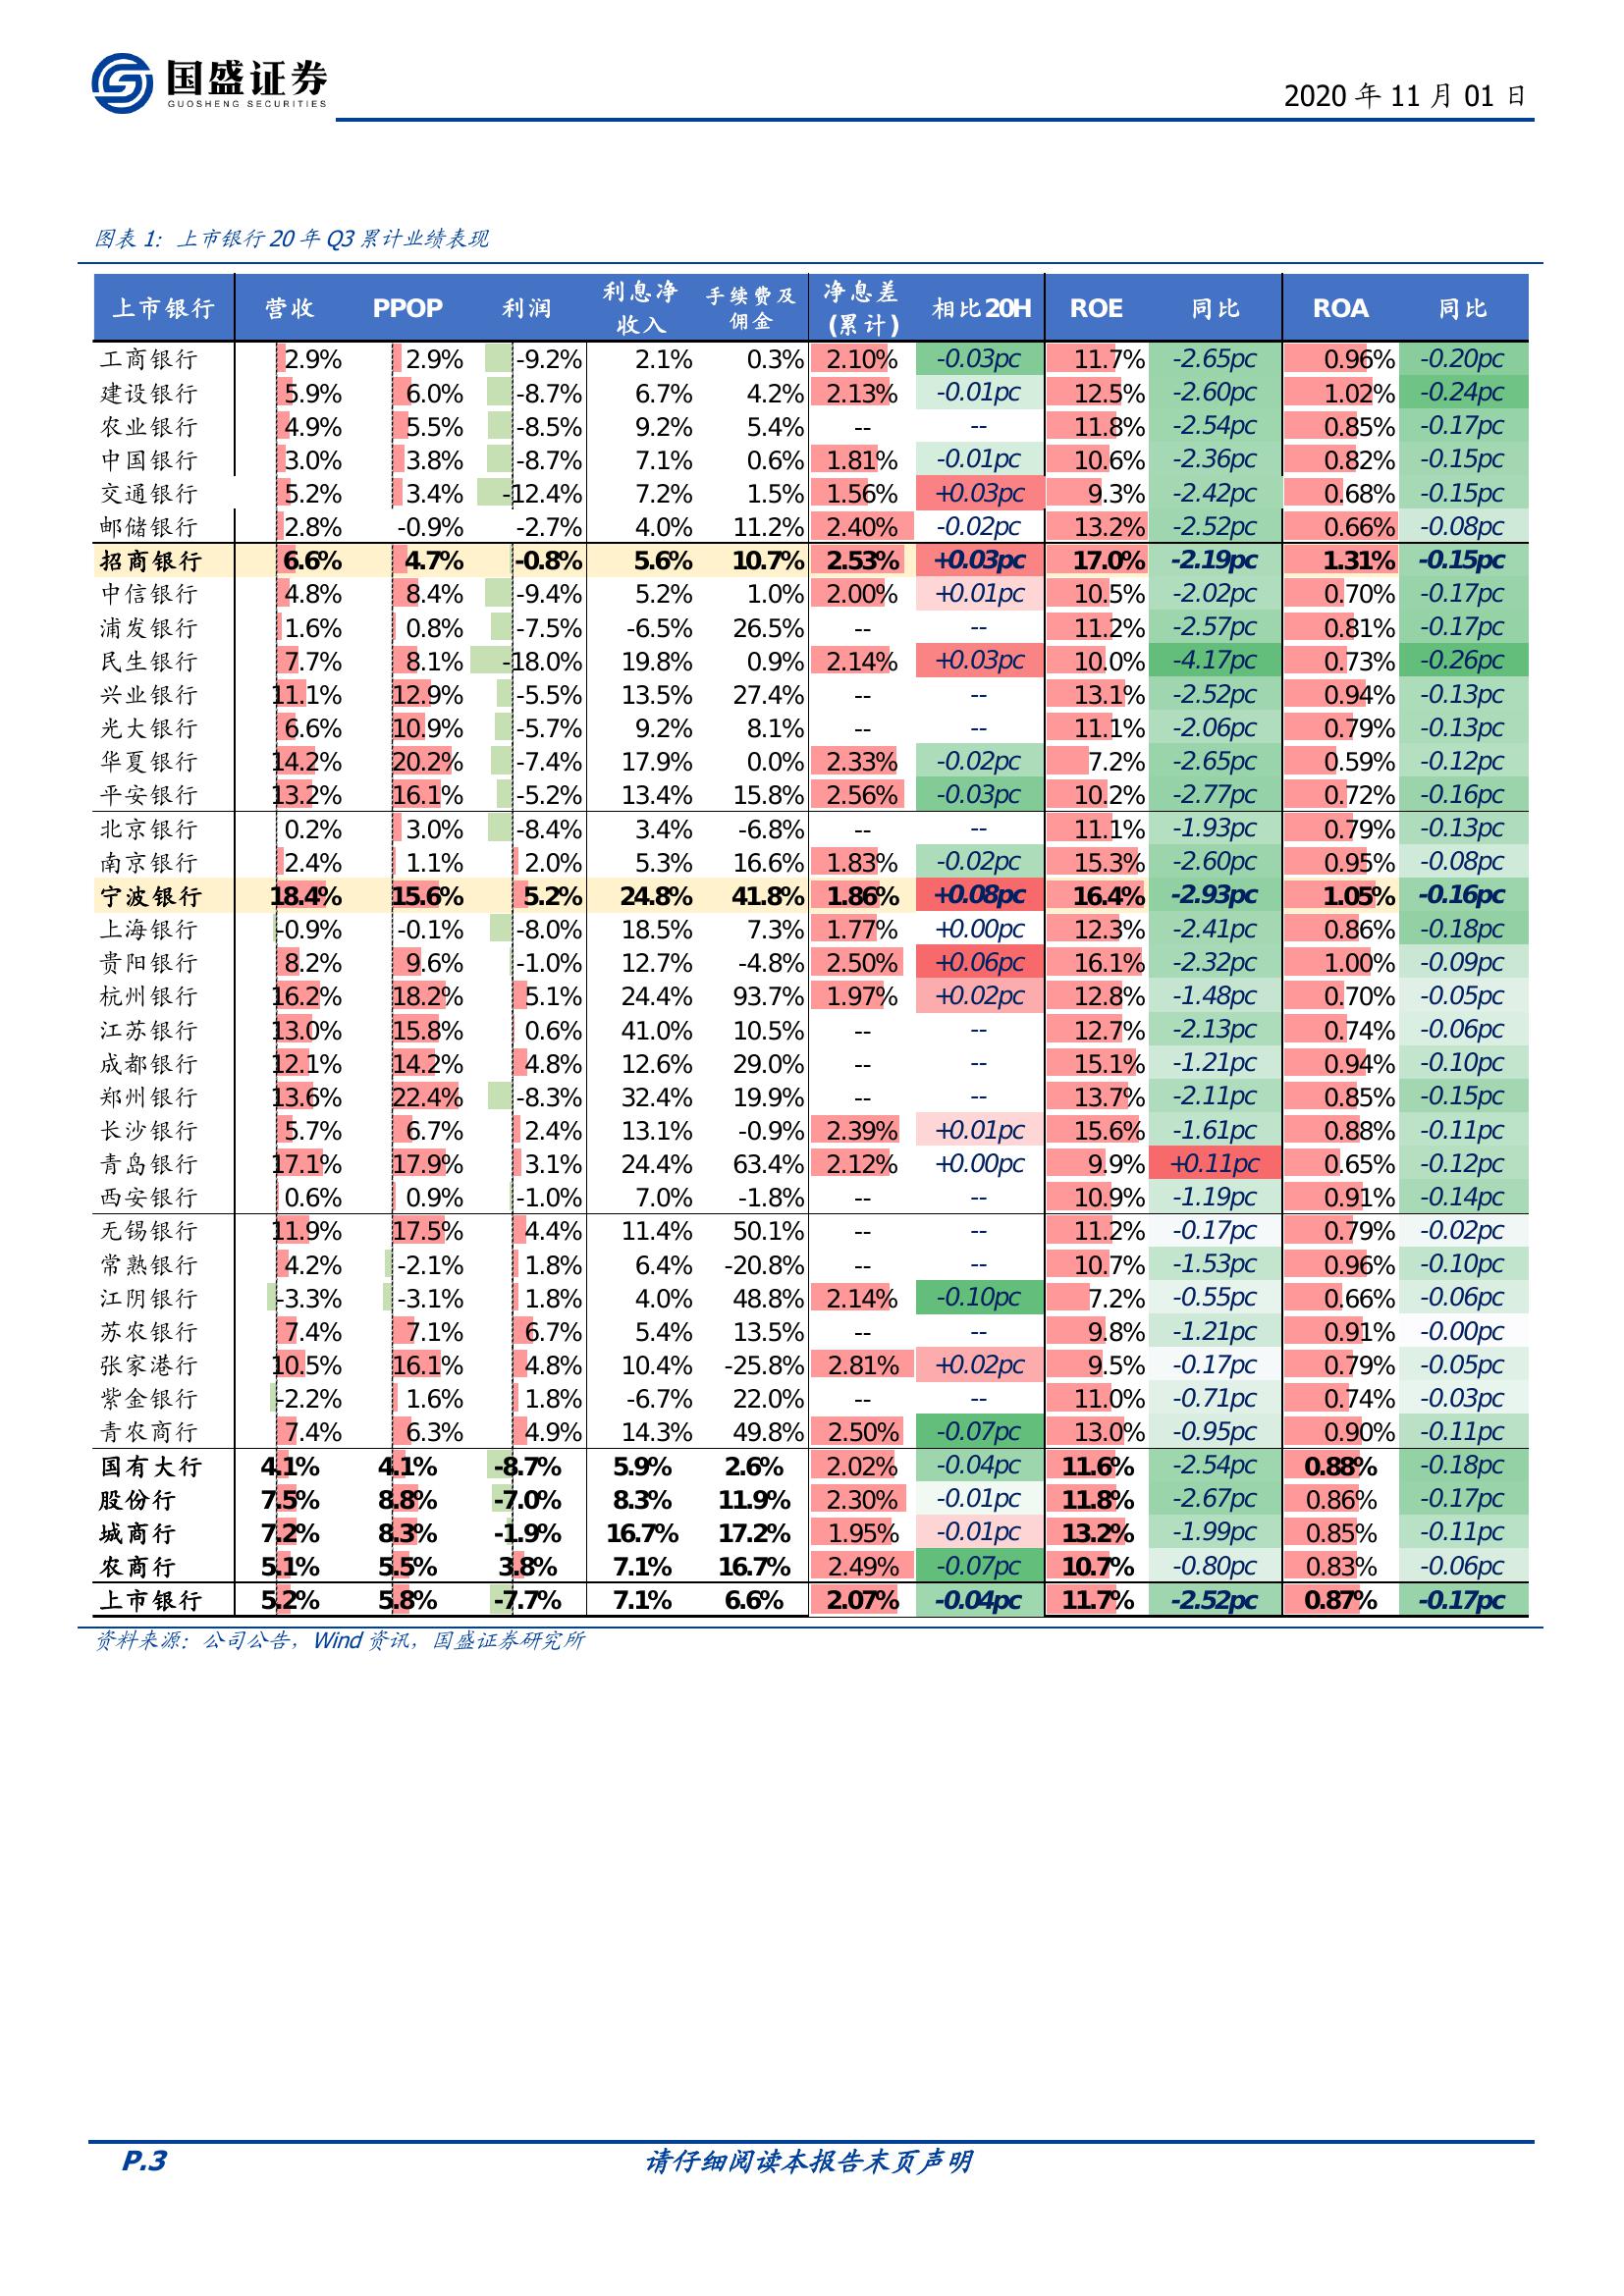 国盛证券
GUOSHENG SECURITIES
2020 年 11 月 01 日
图表 1：上市银行 20 年 Q3 累计业绩表现
上市银行 营收 PPOP 利润 利息净收入 手续费及佣金 净息差(累计) 相比20H ROE 同比 ROA 同比
工商银行 2.9% 2.9% -9.2% 2.1% 0.3% 2.10% -0.03pc 11.7% -2.65pc 0.96% -0.20pc
建设银行 5.9% 6.0% -8.7% 6.7% 4.2% 2.13% -0.01pc 12.5% -2.60pc 1.02% -0.24pc
农业银行 4.9% 5.5% -8.5% 9.2% 5.4% -- -- 11.8% -2.54pc 0.85% -0.17pc
中国银行 3.0% 3.8% -8.7% 7.1% 0.6% 1.81% -0.01pc 10.6% -2.36pc 0.82% -0.15pc
交通银行 5.2% 3.4% -12.4% 7.2% 1.5% 1.56% +0.03pc 9.3% -2.42pc 0.68% -0.15pc
邮储银行 2.8% -0.9% -2.7% 4.0% 11.2% 2.40% -0.02pc 13.2% -2.52pc 0.66% -0.08pc
招商银行 6.6% 4.7% -0.8% 5.6% 10.7% 2.53% +0.03pc 17.0% -2.19pc 1.31% -0.15pc
中信银行 4.8% 8.4% -9.4% 5.2% 1.0% 2.00% +0.01pc 10.5% -2.02pc 0.70% -0.17pc
浦发银行 1.6% 0.8% -7.5% -6.5% 26.5% -- -- 11.2% -2.57pc 0.81% -0.17pc
民生银行 7.7% 8.1% -18.0% 19.8% 0.9% 2.14% +0.03pc 10.0% -4.17pc 0.73% -0.26pc
兴业银行 11.1% 12.9% -5.5% 13.5% 27.4% -- -- 13.1% -2.52pc 0.94% -0.13pc
光大银行 6.6% 10.9% -5.7% 9.2% 8.1% -- -- 11.1% -2.06pc 0.79% -0.13pc
华夏银行 14.2% 20.2% -7.4% 17.9% 0.0% 2.33% -0.02pc 7.2% -2.65pc 0.59% -0.12pc
平安银行 13.2% 16.1% -5.2% 13.4% 15.8% 2.56% -0.03pc 10.2% -2.77pc 0.72% -0.16pc
北京银行 0.2% 3.0% -8.4% 3.4% -6.8% -- -- 11.1% -1.93pc 0.79% -0.13pc
南京银行 2.4% 1.1% 2.0% 5.3% 16.6% 1.83% -0.02pc 15.3% -2.60pc 0.95% -0.08pc
宁波银行 18.4% 15.6% 5.2% 24.8% 41.8% 1.86% +0.08pc 16.4% -2.93pc 1.05% -0.16pc
上海银行 -0.9% -0.1% -8.0% 18.5% 7.3% 1.77% +0.00pc 12.3% -2.41pc 0.86% -0.18pc
贵阳银行 8.2% 9.6% -1.0% 12.7% -4.8% 2.50% +0.06pc 16.1% -2.32pc 1.00% -0.09pc
杭州银行 16.2% 18.2% 5.1% 24.4% 93.7% 1.97% +0.02pc 12.8% -1.48pc 0.70% -0.05pc
江苏银行 13.0% 15.8% 0.6% 41.0% 10.5% -- -- 12.7% -2.13pc 0.74% -0.06pc
成都银行 12.1% 14.2% 4.8% 12.6% 29.0% -- -- 15.1% -1.21pc 0.94% -0.10pc
郑州银行 13.6% 22.4% -8.3% 32.4% 19.9% -- -- 13.7% -2.11pc 0.85% -0.15pc
长沙银行 5.7% 6.7% 2.4% 13.1% -0.9% 2.39% +0.01pc 15.6% -1.61pc 0.88% -0.11pc
青岛银行 17.1% 17.9% 3.1% 24.4% 63.4% 2.12% +0.00pc 9.9% +0.11pc 0.65% -0.12pc
西安银行 0.6% 0.9% -1.0% 7.0% -1.8% -- -- 10.9% -1.19pc 0.91% -0.14pc
无锡银行 11.9% 17.5% 4.4% 11.4% 50.1% -- -- 11.2% -0.17pc 0.79% -0.02pc
常熟银行 4.2% -2.1% 1.8% 6.4% -20.8% -- -- 10.7% -1.53pc 0.96% -0.10pc
江阴银行 -3.3% -3.1% 1.8% 4.0% 48.8% 2.14% -0.10pc 7.2% -0.55pc 0.66% -0.06pc
苏农银行 7.4% 7.1% 6.7% 5.4% 13.5% -- -- 9.8% -1.21pc 0.91% -0.00pc
张家港行 10.5% 16.1% 4.8% 10.4% -25.8% 2.81% +0.02pc 9.5% -0.17pc 0.79% -0.05pc
紫金银行 -2.2% 1.6% 1.8% -6.7% 22.0% -- -- 11.0% -0.71pc 0.74% -0.03pc
青农商行 7.4% 6.3% 4.9% 14.3% 49.8% 2.50% -0.07pc 13.0% -0.95pc 0.90% -0.11pc
国有大行 4.1% 4.1% -8.7% 5.9% 2.6% 2.02% -0.04pc 11.6% -2.54pc 0.88% -0.18pc
股份行 7.5% 8.8% -7.0% 8.3% 11.9% 2.30% -0.01pc 11.8% -2.67pc 0.86% -0.17pc
城商行 7.2% 8.3% -1.9% 16.7% 17.2% 1.95% -0.01pc 13.2% -1.99pc 0.85% -0.11pc
农商行 5.1% 5.5% 3.8% 7.1% 16.7% 2.49% -0.07pc 10.7% -0.80pc 0.83% -0.06pc
上市银行 5.2% 5.8% -7.7% 7.1% 6.6% 2.07% -0.04pc 11.7% -2.52pc 0.87% -0.17pc
资料来源：公司公告，Wind 资讯，国盛证券研究所
P.3 请仔细阅读本报告末页声明